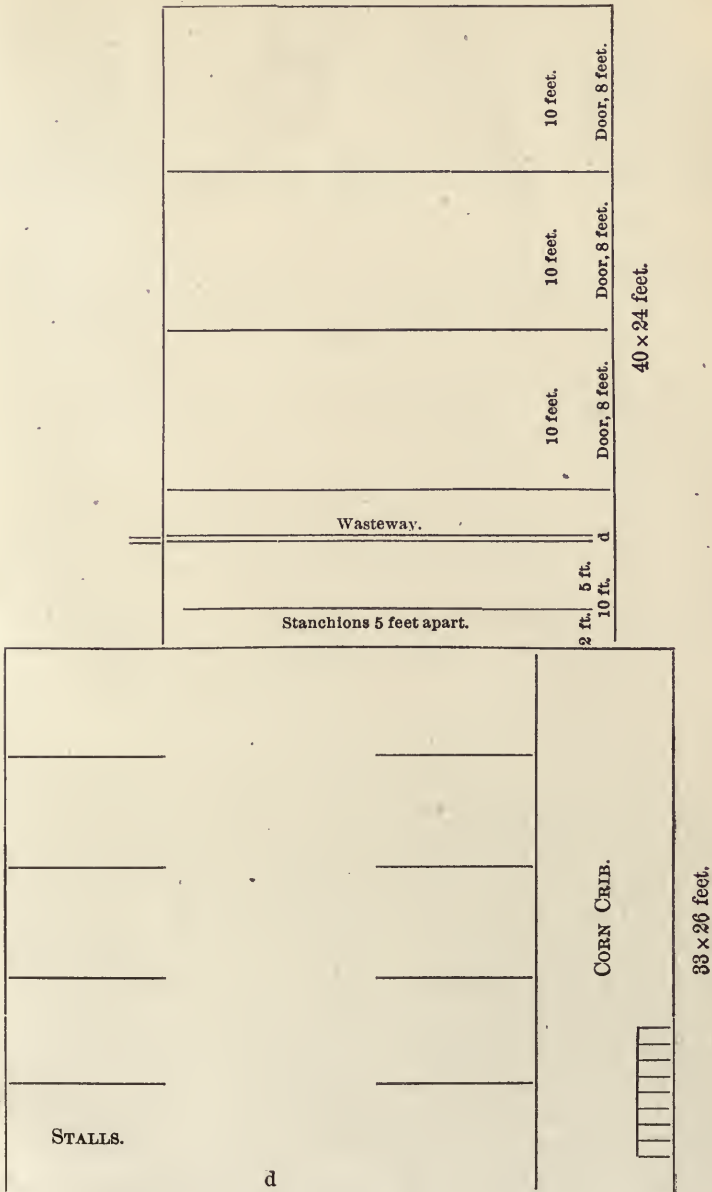 10 feet.
Door, 8 feet.
10 feet.
Door, 8 feet.
40 × 24 feet.
10 feet.
Door, 8 feet.
Wasteway.
d
5 ft.
10 ft.
Stanchions 5 feet apart.
2 ft.
CORN CRIB.
33 × 26 feet.
STALLS.
d